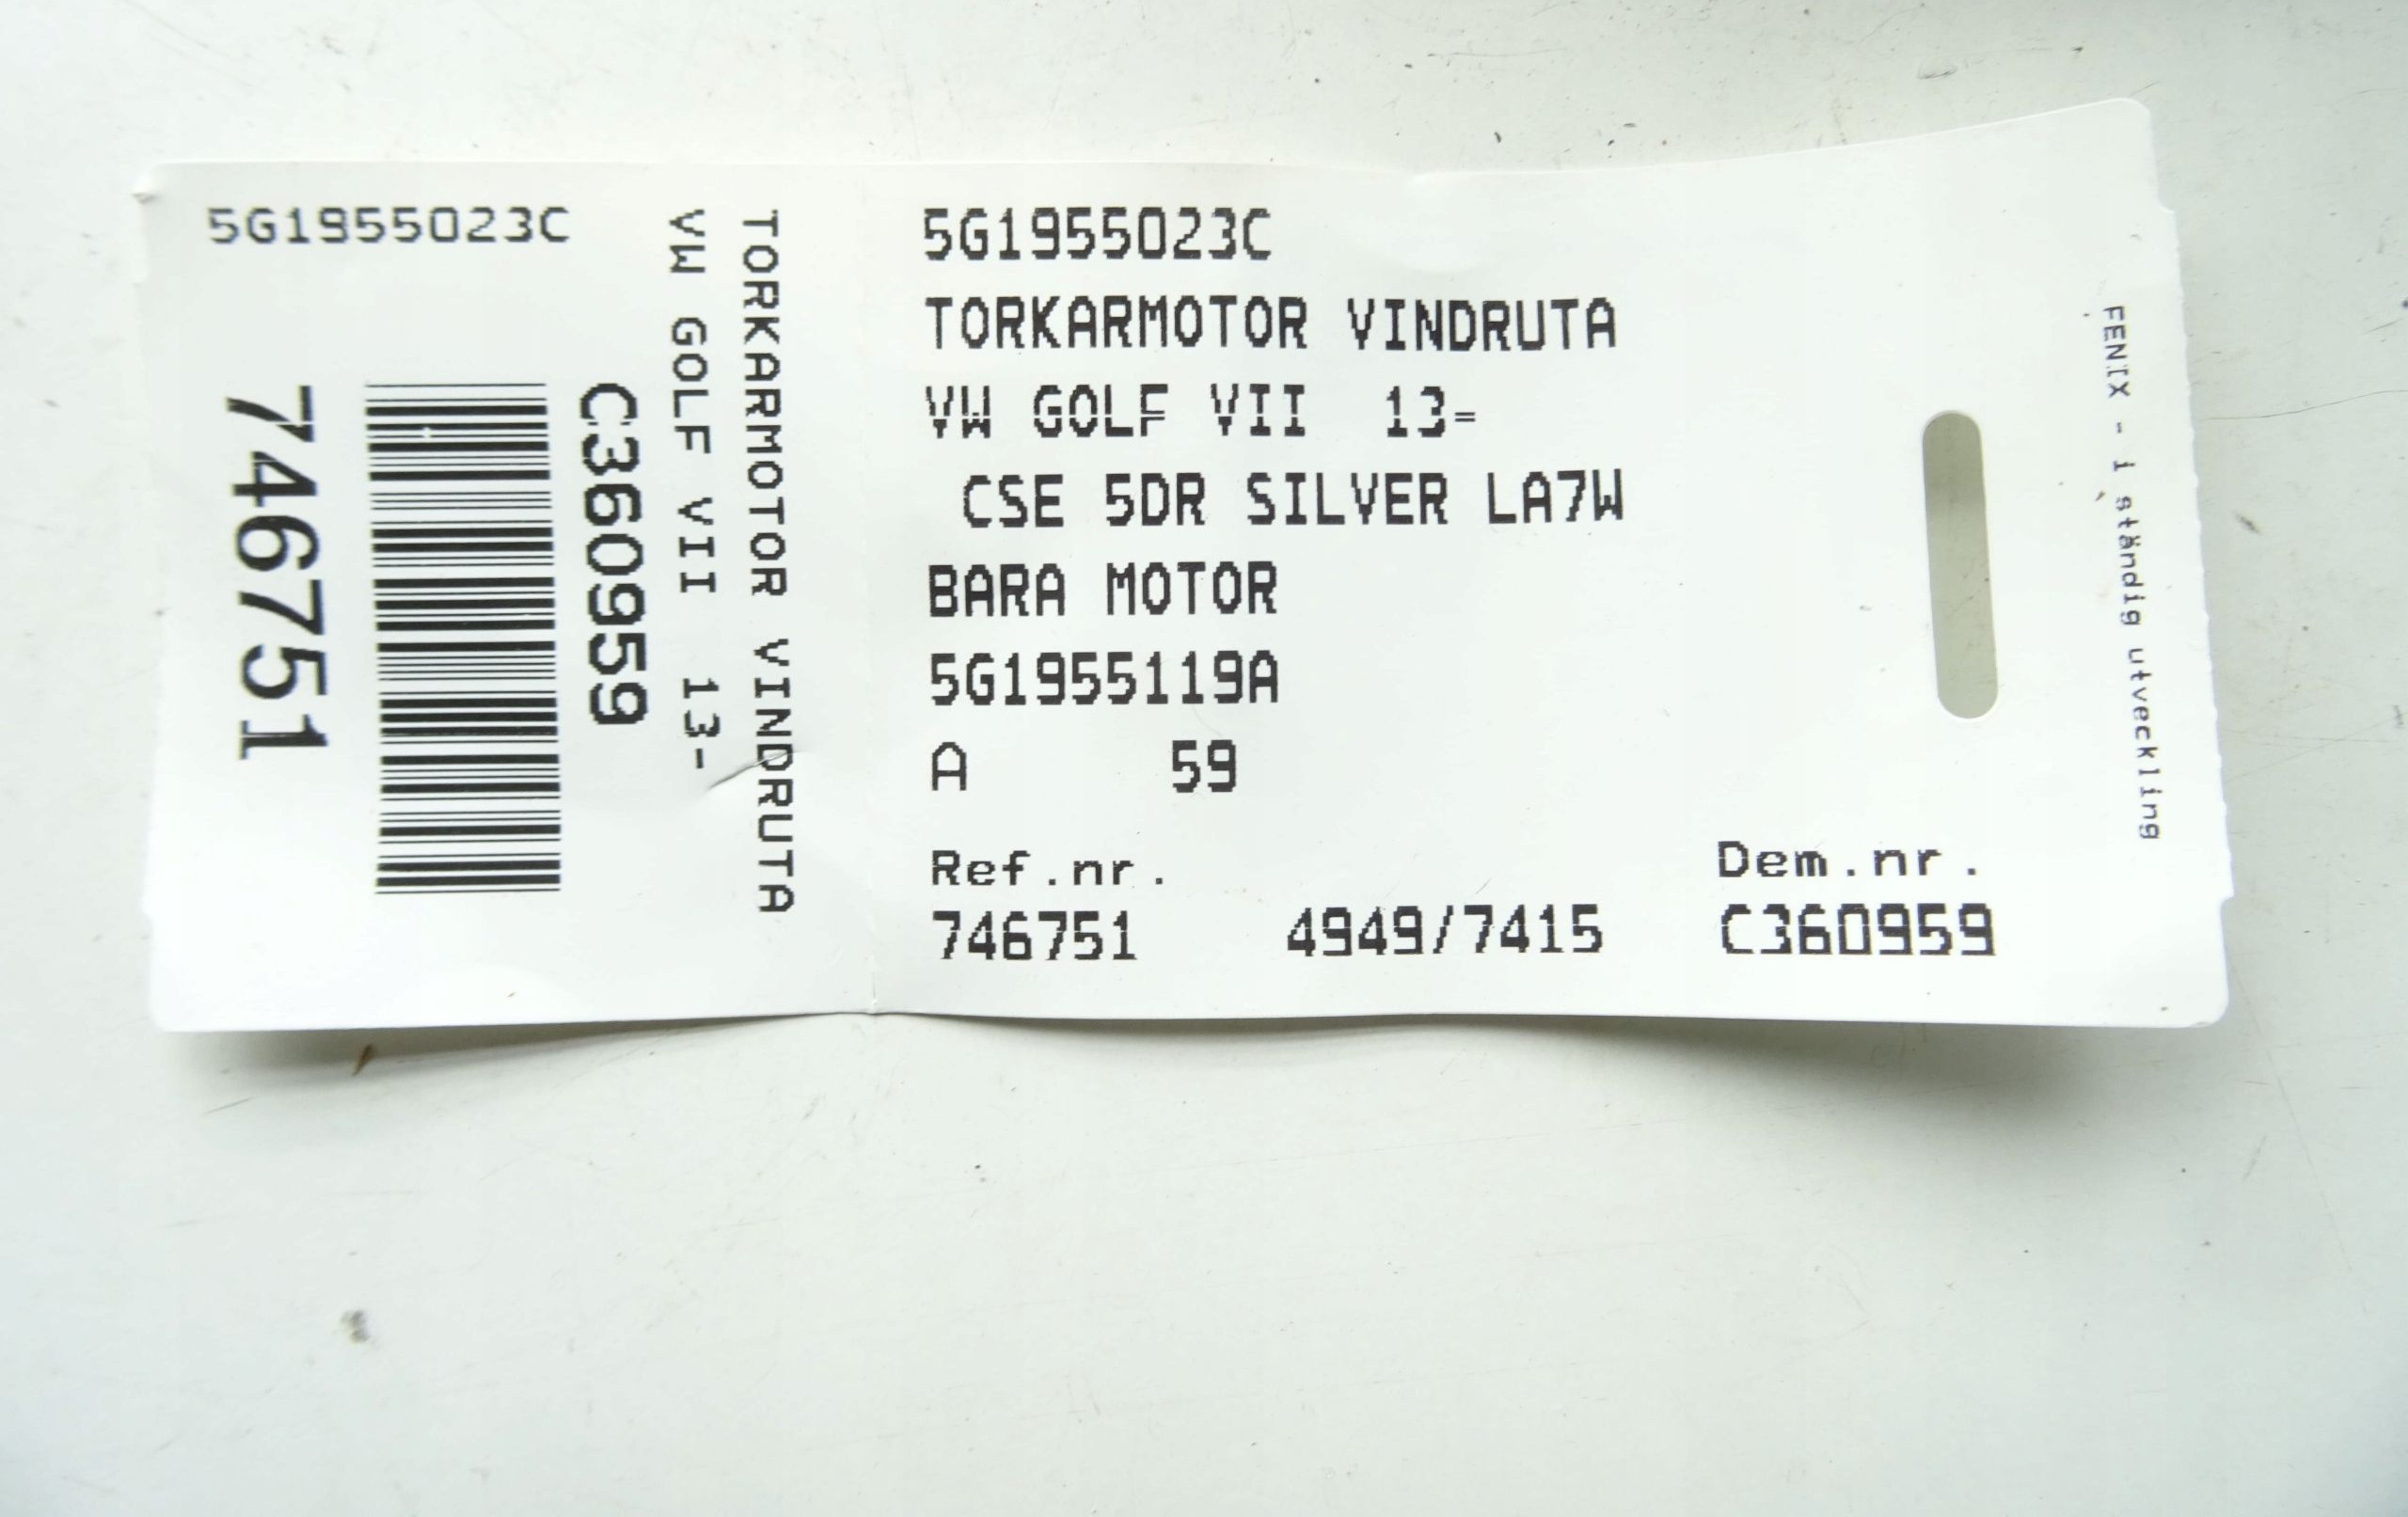 5G1955023C
746751
C360959
VW GOLF VII 13-
TORKARMOTOR VINDRUTA
5G1955023C
TORKARMOTOR VINDRUTA
VW GOLF VII 13-
CSE 5DR SILVER LA7W
BARA MOTOR
5G1955119A
A 59
Ref.nr. Dem.nr.
746751 4949/7415 C360959
FENIX - i ständig utveckling